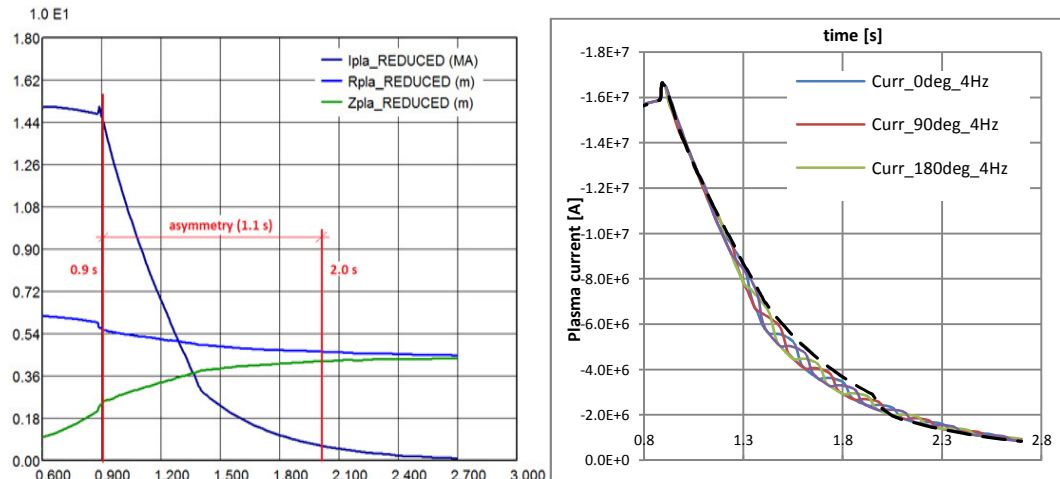 1.0 E1
1.80
1.62
1.44
1.26
1.08
0.90
0.72
0.54
0.36
0.18
0.00
Ipla_REDUCED (MA)
Rpla_REDUCED (m)
Zpla_REDUCED (m)
asymmetry (1.1 s)
0.9 s
2.0 s
0.600 0.900 1.200 1.500 1.800 2.100 2.400 2.700 3.000
time [s]
-1.8E+7
-1.6E+7
-1.4E+7
-1.2E+7
-1.0E+7
-8.0E+6
-6.0E+6
-4.0E+6
-2.0E+6
0.0E+0
Plasma current [A]
Curr_0deg_4Hz
Curr_90deg_4Hz
Curr_180deg_4Hz
0.8 1.3 1.8 2.3 2.8